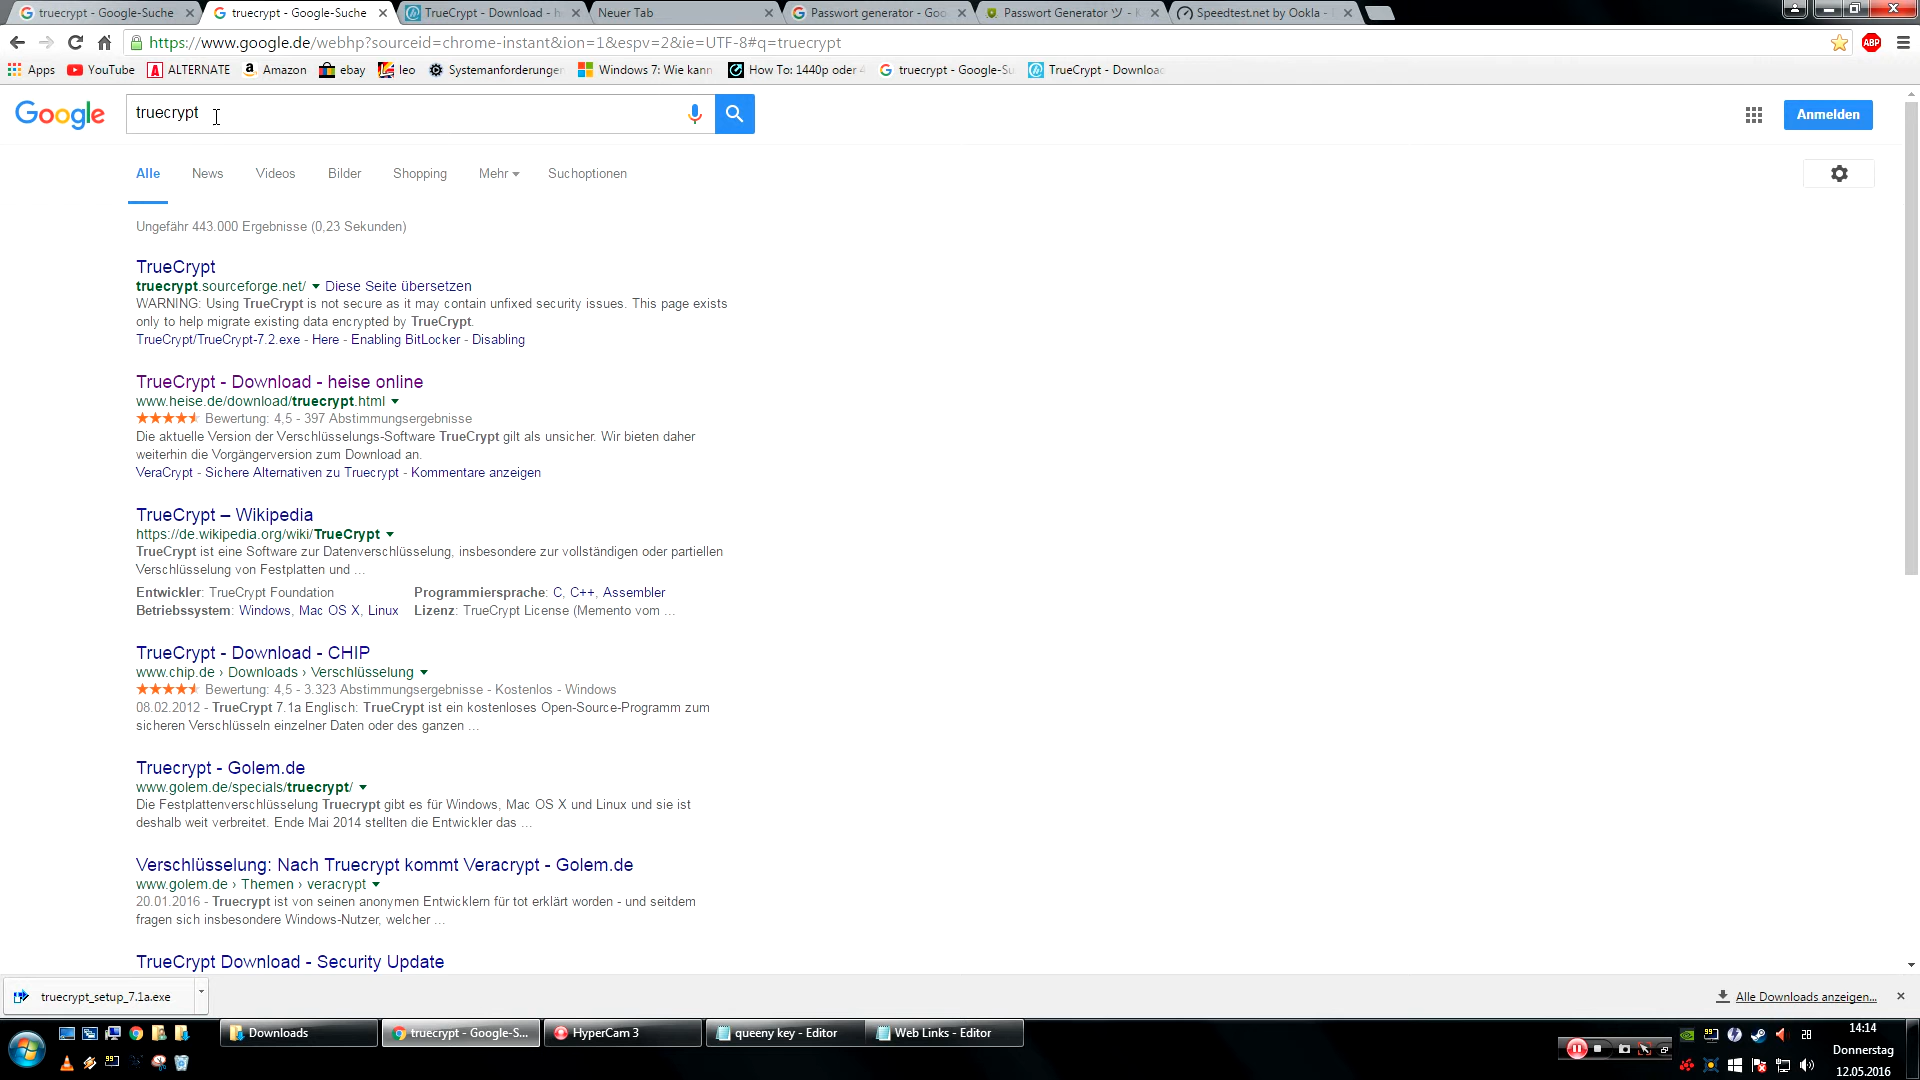 truecrypt - Google-Suche
truecrypt - Google-Suche
TrueCrypt - Download - h
Neuer Tab
Passwort generator - Goo
Passwort Generator ツ - K
Speedtest.net by Ookla -
https://www.google.de/webhp?sourceid=chrome-instant&ion=1&espv=2&ie=UTF-8#q=truecrypt
ABP
Apps
YouTube
ALTERNATE
Amazon
ebay
leo
Systemanforderungen
Windows 7: Wie kann
How To: 1440p oder 4
truecrypt - Google-Su
TrueCrypt - Downloa
Google
truecrypt
Anmelden
Alle
News
Videos
Bilder
Shopping
Mehr
Suchoptionen
Ungefähr 443.000 Ergebnisse (0,23 Sekunden)
TrueCrypt
truecrypt.sourceforge.net/ Diese Seite übersetzen
WARNING: Using TrueCrypt is not secure as it may contain unfixed security issues. This page exists
only to help migrate existing data encrypted by TrueCrypt.
TrueCrypt/TrueCrypt-7.2.exe - Here - Enabling BitLocker - Disabling
TrueCrypt - Download - heise online
www.heise.de/download/truecrypt.html
Bewertung: 4,5 - 397 Abstimmungsergebnisse
Die aktuelle Version der Verschlüsselungs-Software TrueCrypt gilt als unsicher. Wir bieten daher
weiterhin die Vorgängerversion zum Download an.
VeraCrypt - Sichere Alternativen zu Truecrypt - Kommentare anzeigen
TrueCrypt – Wikipedia
https://de.wikipedia.org/wiki/TrueCrypt
TrueCrypt ist eine Software zur Datenverschlüsselung, insbesondere zur vollständigen oder partiellen
Verschlüsselung von Festplatten und ...
Entwickler: TrueCrypt Foundation Programmiersprache: C, C++, Assembler
Betriebssystem: Windows, Mac OS X, Linux Lizenz: TrueCrypt License (Memento vom ...
TrueCrypt - Download - CHIP
www.chip.de › Downloads › Verschlüsselung
Bewertung: 4,5 - 3.323 Abstimmungsergebnisse - Kostenlos - Windows
08.02.2012 - TrueCrypt 7.1a Englisch: TrueCrypt ist ein kostenloses Open-Source-Programm zum
sicheren Verschlüsseln einzelner Daten oder des ganzen ...
Truecrypt - Golem.de
www.golem.de/specials/truecrypt/
Die Festplattenverschlüsselung Truecrypt gibt es für Windows, Mac OS X und Linux und sie ist
deshalb weit verbreitet. Ende Mai 2014 stellten die Entwickler das ...
Verschlüsselung: Nach Truecrypt kommt Veracrypt - Golem.de
www.golem.de › Themen › veracrypt
20.01.2016 - Truecrypt ist von seinen anonymen Entwicklern für tot erklärt worden - und seitdem
fragen sich insbesondere Windows-Nutzer, welcher ...
TrueCrypt Download - Security Update
truecrypt_setup_7.1a.exe
Alle Downloads anzeigen...
Downloads
truecrypt - Google-S...
HyperCam 3
queeny key - Editor
Web Links - Editor
28
14:14
Donnerstag
12.05.2016